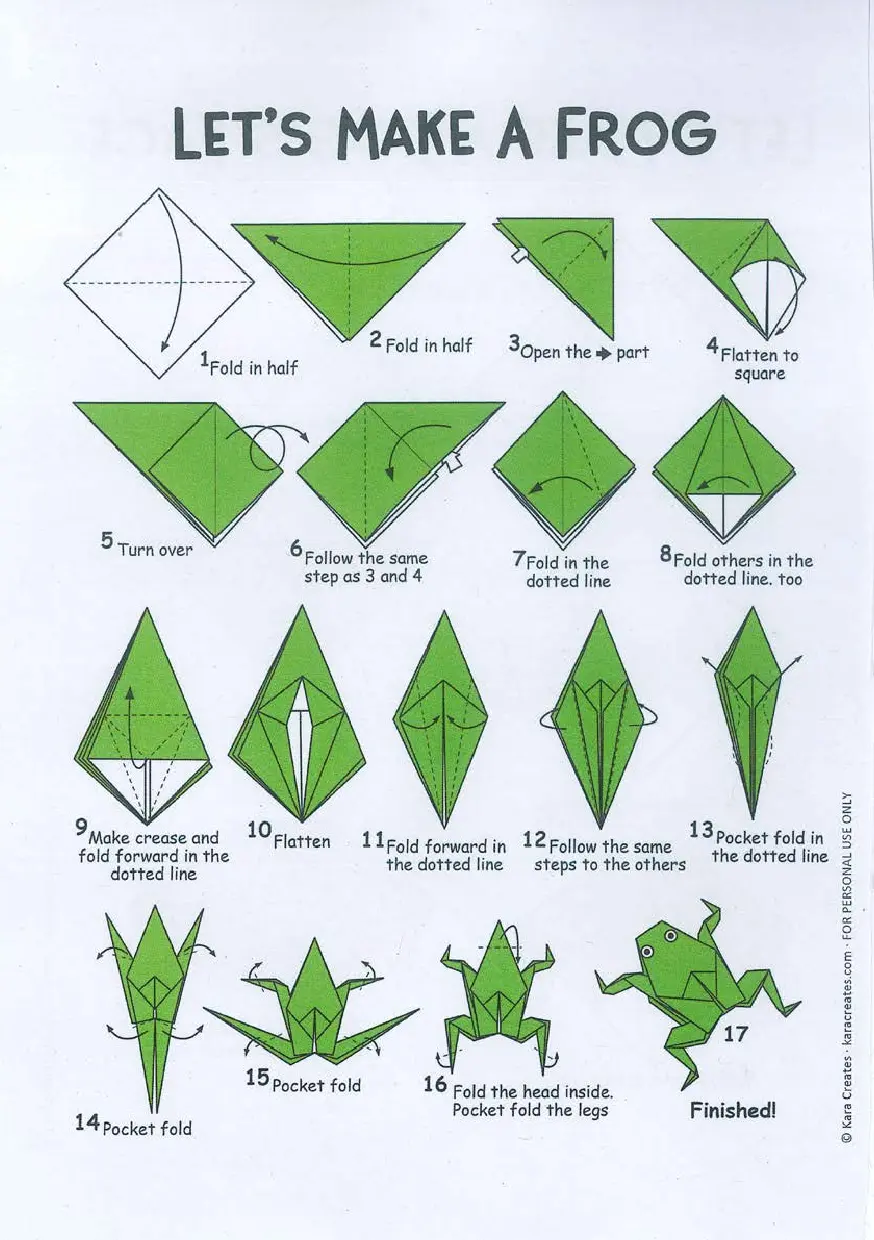 LET'S MAKE A FROG
1 Fold in half
2 Fold in half
3 Open the ➔ part
4 Flatten to
square
5 Turn over
6 Follow the same
step as 3 and 4
7 Fold in the
dotted line
8 Fold others in the
dotted line. too
9 Make crease and
fold forward in the
dotted line
10 Flatten
11 Fold forward in
the dotted line
12 Follow the same
steps to the others
13 Pocket fold in
the dotted line
14 Pocket fold
15 Pocket fold
16 Fold the head inside.
Pocket fold the legs
17
Finished!
© Kara Creates · karacreates.com · FOR PERSONAL USE ONLY